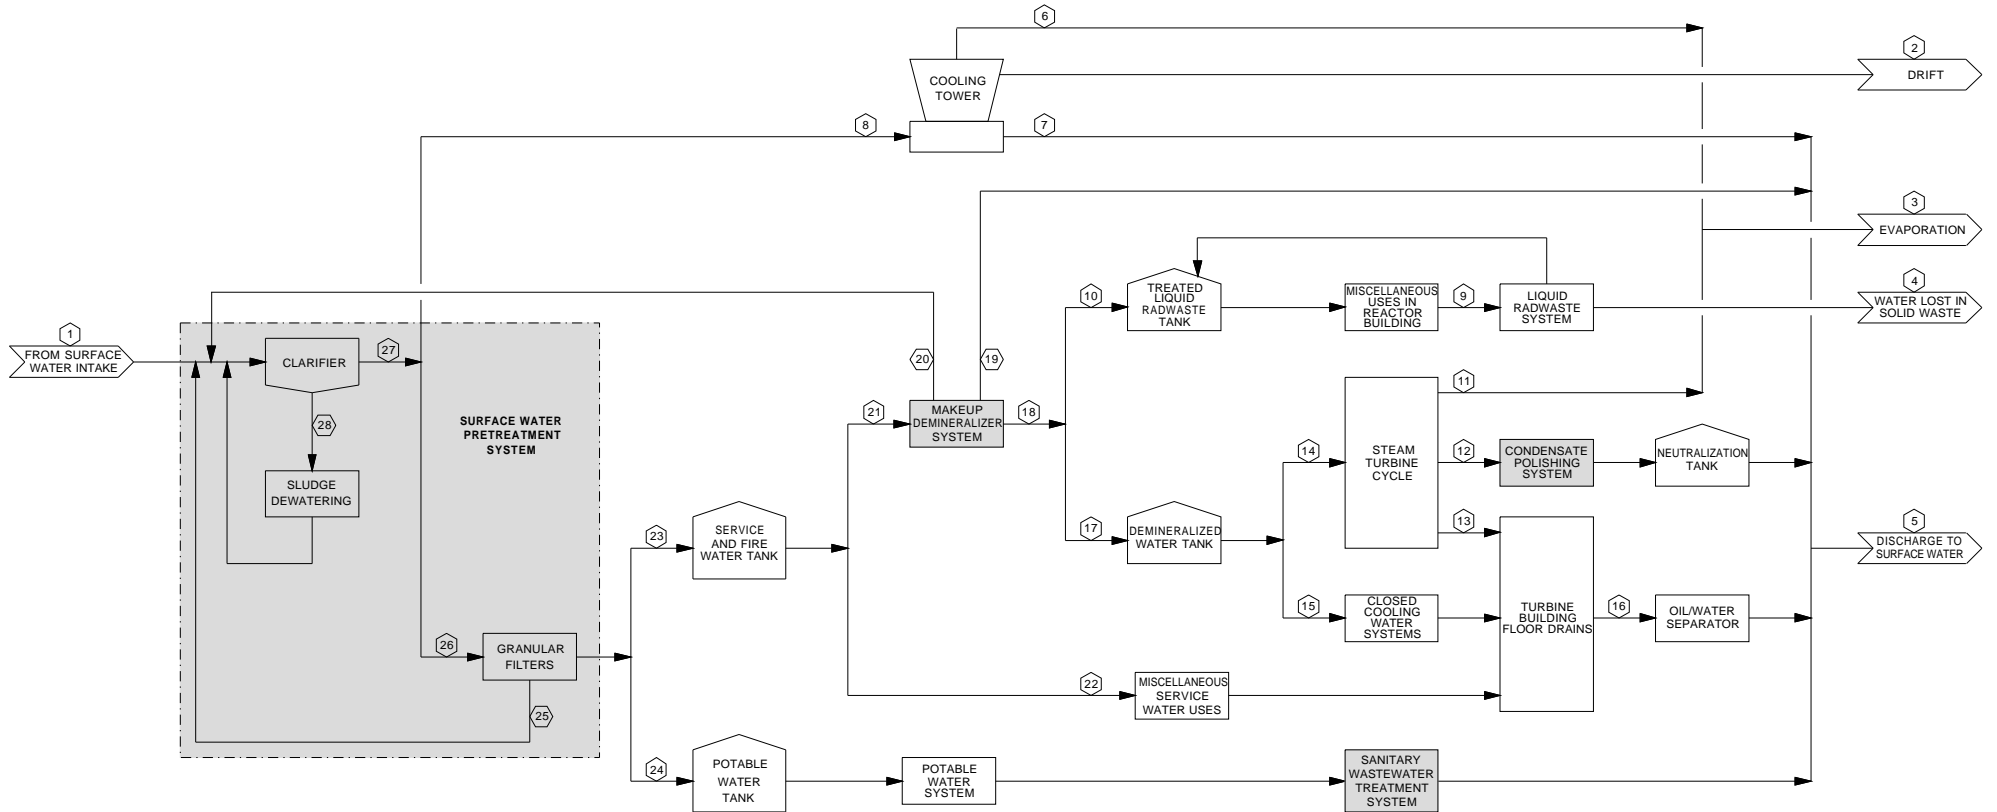 6
2
DRIFT
COOLING
TOWER
8
7
3
EVAPORATION
4
WATER LOST IN
SOLID WASTE
10
TREATED
LIQUID
RADWASTE
TANK
MISCELLANEOUS
USES IN
REACTOR
BUILDING
9
LIQUID
RADWASTE
SYSTEM
1
FROM SURFACE
WATER INTAKE
CLARIFIER
27
20
19
11
28
SURFACE WATER
PRETREATMENT
SYSTEM
21
MAKEUP
DEMINERALIZER
SYSTEM
18
14
STEAM
TURBINE
CYCLE
12
CONDENSATE
POLISHING
SYSTEM
NEUTRALIZATION
TANK
SLUDGE
DEWATERING
23
SERVICE
AND FIRE
WATER TANK
17
DEMINERALIZED
WATER TANK
13
5
DISCHARGE TO
SURFACE WATER
15
CLOSED
COOLING
WATER
SYSTEMS
TURBINE
BUILDING
FLOOR DRAINS
16
OIL/WATER
SEPARATOR
26
GRANULAR
FILTERS
22
MISCELLANEOUS
SERVICE
WATER USES
25
24
POTABLE
WATER
TANK
POTABLE
WATER
SYSTEM
SANITARY
WASTEWATER
TREATMENT
SYSTEM